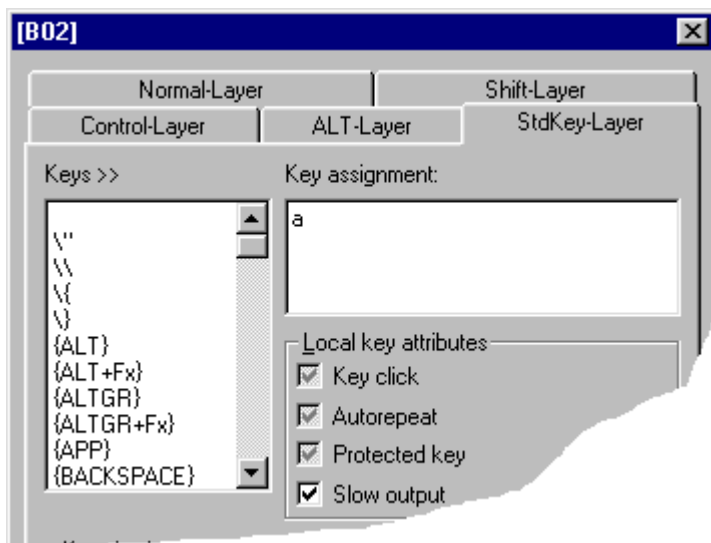 [B02]
Normal-Layer
Shift-Layer
Control-Layer
ALT-Layer
StdKey-Layer
Keys >>
Key assignment:
\"
\\
\{
\}
{ALT}
{ALT+Fx}
{ALTGR}
{ALTGR+Fx}
{APP}
{BACKSPACE}
a
Local key attributes
Key click
Autorepeat
Protected key
Slow output